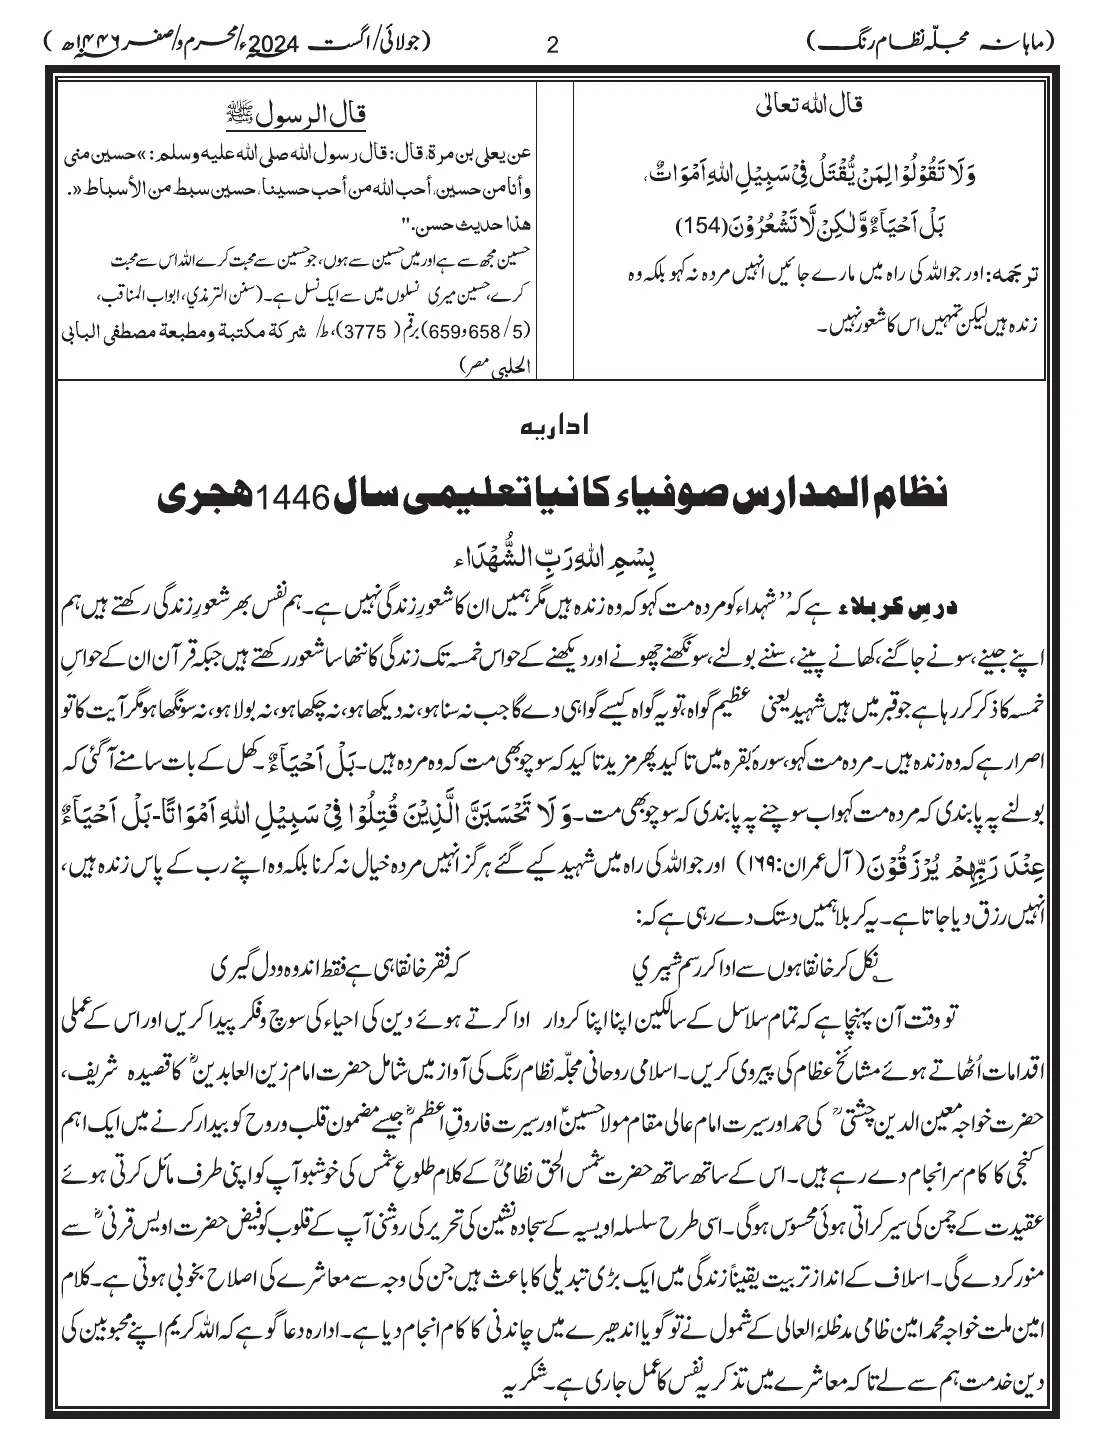 (ماہانہ مجلّہ نظام رنگ)
2
(جولائی/اگست 2024ء/محرم و/صفر ۱۴۴۶ھ)
قال اللہ تعالیٰ
وَلَا تَقُوْلُوْا لِمَنْ يُّقْتَلُ فِيْ سَبِيْلِ اللهِ اَمْوَاتٌ،
بَلْ اَحْيَآءٌ وَّلٰكِنْ لَّا تَشْعُرُوْنَ(154)
ترجمہ: اور جو اللہ کی راہ میں مارے جائیں انہیں مردہ نہ کہو بلکہ وہ
زندہ ہیں لیکن تمہیں اس کا شعور نہیں۔
قال الرسول ﷺ
عن يعلى بن مرة، قال: قال رسول الله صلى الله عليه وسلم: »حسين مني
وأنا من حسين، أحب الله من أحب حسينا، حسين سبط من الأسباط«.
هذا حديث حسن."
حسین مجھ سے ہے اور میں حسین سے ہوں، جو حسین سے محبت کرے اللہ اس سے محبت
کرے، حسین میری نسلوں میں سے ایک نسل ہے۔ (سنن الترمذي، ابواب المناقب،
(5/ 658 و659) برقم ( 3775)، ط/ شركة مكتبة ومطبعة مصطفى البابي
الحلبي مصر)
اداریہ
نظام المدارس صوفیاء کا نیا تعلیمی سال 1446 ھجری
بِسْمِ اللهِ رَبِّ الشُّهْدَاء
درسِ کربلاء ہے کہ ’’شہداء کو مردہ مت کہو کہ وہ زندہ ہیں مگر ہمیں ان کا شعورِ زندگی نہیں ہے۔ ہم نفس بھر شعورِ زندگی رکھتے ہیں ہم
اپنے جینے، سونے جاگنے، کھانے پینے، سننے بولنے، سونگھنے چھونے اور دیکھنے کے حواس خمسہ تک زندگی کا ننھا سا شعور رکھتے ہیں جبکہ قرآن ان کے حواسِ
خمسہ کا ذکر کر رہا ہے جو قبر میں ہیں شہید یعنی عظیم گواہ، تو یہ گواہ کیسے گواہی دے گا جب نہ سنا ہو، نہ دیکھا ہو، نہ چکھا ہو، نہ بولا ہو، نہ سونگھا ہو مگر آیت کا تو
اصرار ہے کہ وہ زندہ ہیں۔ مردہ مت کہو، سورہ بقرہ میں تاکید پھر مزید تاکید کہ سوچو بھی مت کہ وہ مردہ ہیں۔ بَلْ اَحْيَآءٌ۔ کھل کے بات سامنے آ گئی کہ
بولنے پہ پابندی کہ مردہ مت کہو اب سوچنے پہ پابندی کہ سوچو بھی مت۔ وَ لَا تَحْسَبَنَّ الَّذِيْنَ قُتِلُوْا فِيْ سَبِيْلِ اللهِ اَمْوَاتًا-بَلْ اَحْيَآءٌ
عِنْدَ رَبِّهِمْ يُرْزَقُوْنَ (آل عمران:۱۶۹) اور جو اللہ کی راہ میں شہید کیے گئے ہرگز انہیں مردہ خیال نہ کرنا بلکہ وہ اپنے رب کے پاس زندہ ہیں،
انہیں رزق دیا جاتا ہے۔ یہ کربلا ہمیں دستک دے رہی ہے کہ:
؎ نکل کر خانقاہوں سے ادا کر رسم شبیری کہ فقر خانقاہی ہے فقط اندوہ و دل گیری
تو وقت آن پہنچا ہے کہ تمام سلاسل کے سالکین اپنا اپنا کردار ادا کرتے ہوئے دین کی احیاء کی سوچ و فکر پیدا کریں اور اس کے عملی
اقدامات اُٹھاتے ہوئے مشائخ عظام کی پیروی کریں۔ اسلامی روحانی مجلّہ نظام رنگ کی آواز میں شامل حضرت امام زین العابدینؓ کا قصیدہ شریف،
حضرت خواجہ معین الدین چشتیؒ کی حمد اور سیرت امام عالی مقام مولا حسینؑ اور سیرت فاروقِ اعظمؓ جیسے مضمون قلب و روح کو بیدار کرنے میں ایک اہم
کنجی کا کام سرانجام دے رہے ہیں۔ اس کے ساتھ ساتھ حضرت شمس الحق نظامیؒ کے کلام طلوعِ شمس کی خوشبو آپ کو اپنی طرف مائل کرتی ہوئے
عقیدت کے چمن کی سیر کراتی ہوئی محسوس ہوگی۔ اسی طرح سلسلہ اویسیہ کے سجادہ نشین کی تحریر کی روشنی آپ کے قلوب کو فیض حضرت اویس قرنیؓ سے
منور کر دے گی۔ اسلاف کے انداز تربیت یقیناً زندگی میں ایک بڑی تبدیلی کا باعث ہیں جن کی وجہ سے معاشرے کی اصلاح بخوبی ہوتی ہے۔ کلام
امین ملت خواجہ محمد امین ظامی مدظلہٗ العالی کے شمول نے تو گویا اندھیرے میں چاندنی کا کام انجام دیا ہے۔ ادارہ دعا گو ہے کہ اللہ کریم اپنے محبوبین کی
دین خدمت ہم سے لے تاکہ معاشرے میں تذکریہ نفس کا عمل جاری ہے۔ شکریہ